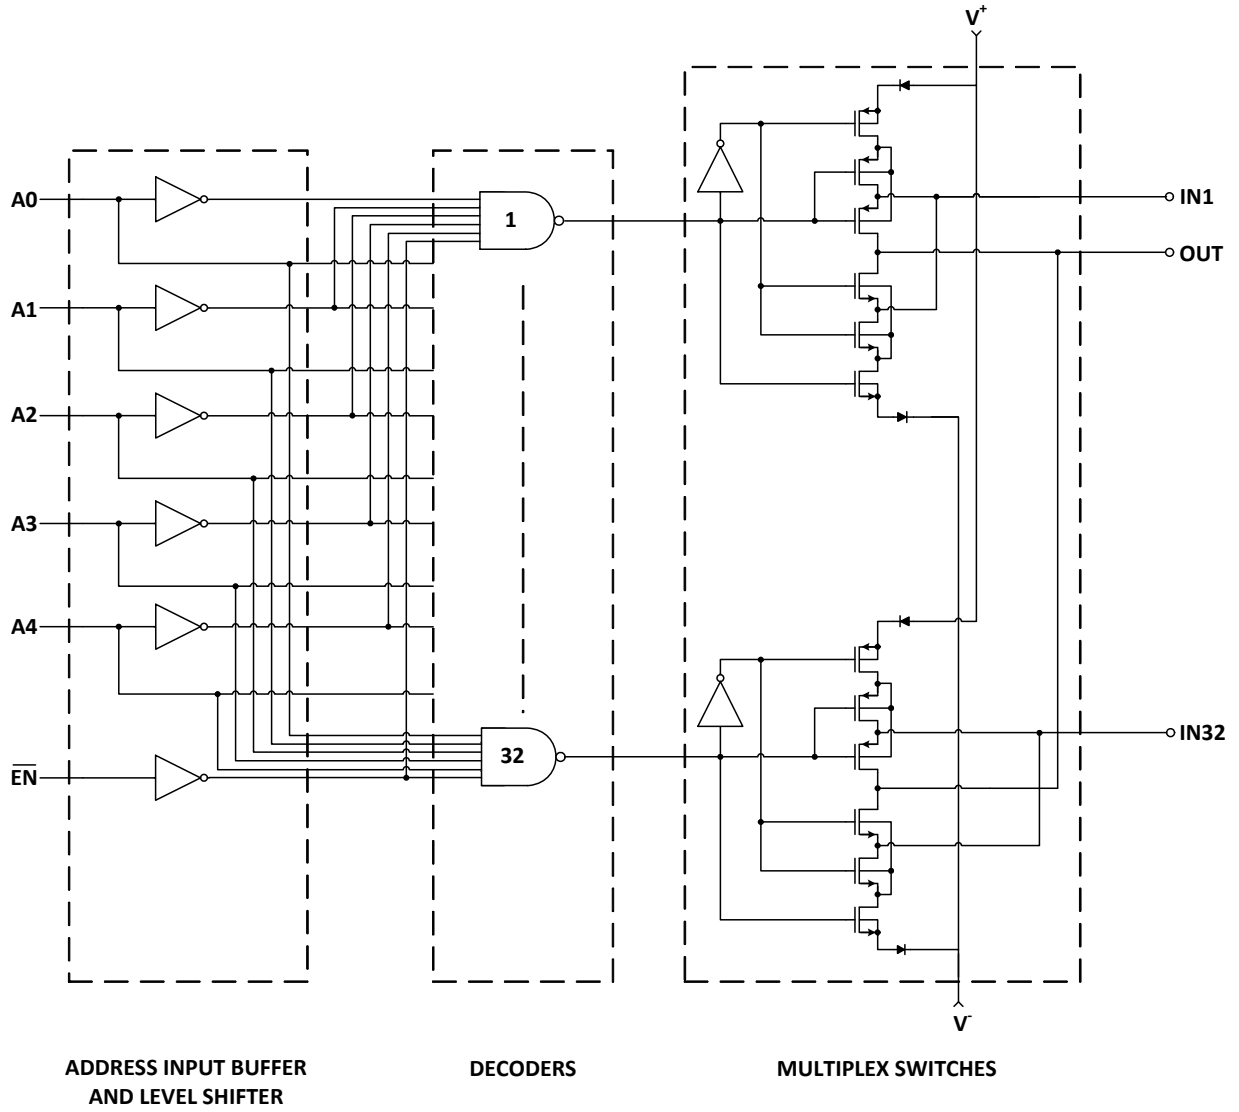 V⁺
A0
1
IN1
OUT
A1
A2
A3
A4
IN32
32
E̅N̅
V⁻
ADDRESS INPUT BUFFER
AND LEVEL SHIFTER
DECODERS
MULTIPLEX SWITCHES